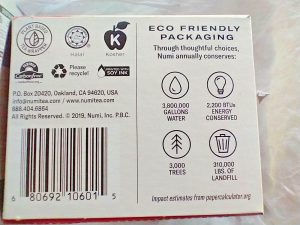 PLANT-BASED
TEA WRAPPER
Halal
K
Kosher
Carbonfree
Please
recycle!
PRINTED WITH
SOY INK
P.O. Box 20420, Oakland, CA 94620, USA
info@numitea.com / www.numitea.com
888.404.6864
All Rights Reserved. © 2019, Numi, Inc. P.B.C.
6 80692 10601 5
ECO FRIENDLY
PACKAGING
Through thoughtful choices,
Numi annually conserves:
3,800,000
GALLONS
WATER
2,200 BTUs
ENERGY
CONSERVED
3,000
TREES
310,000
LBS. OF
LANDFILL
Impact estimates from papercalculator.org